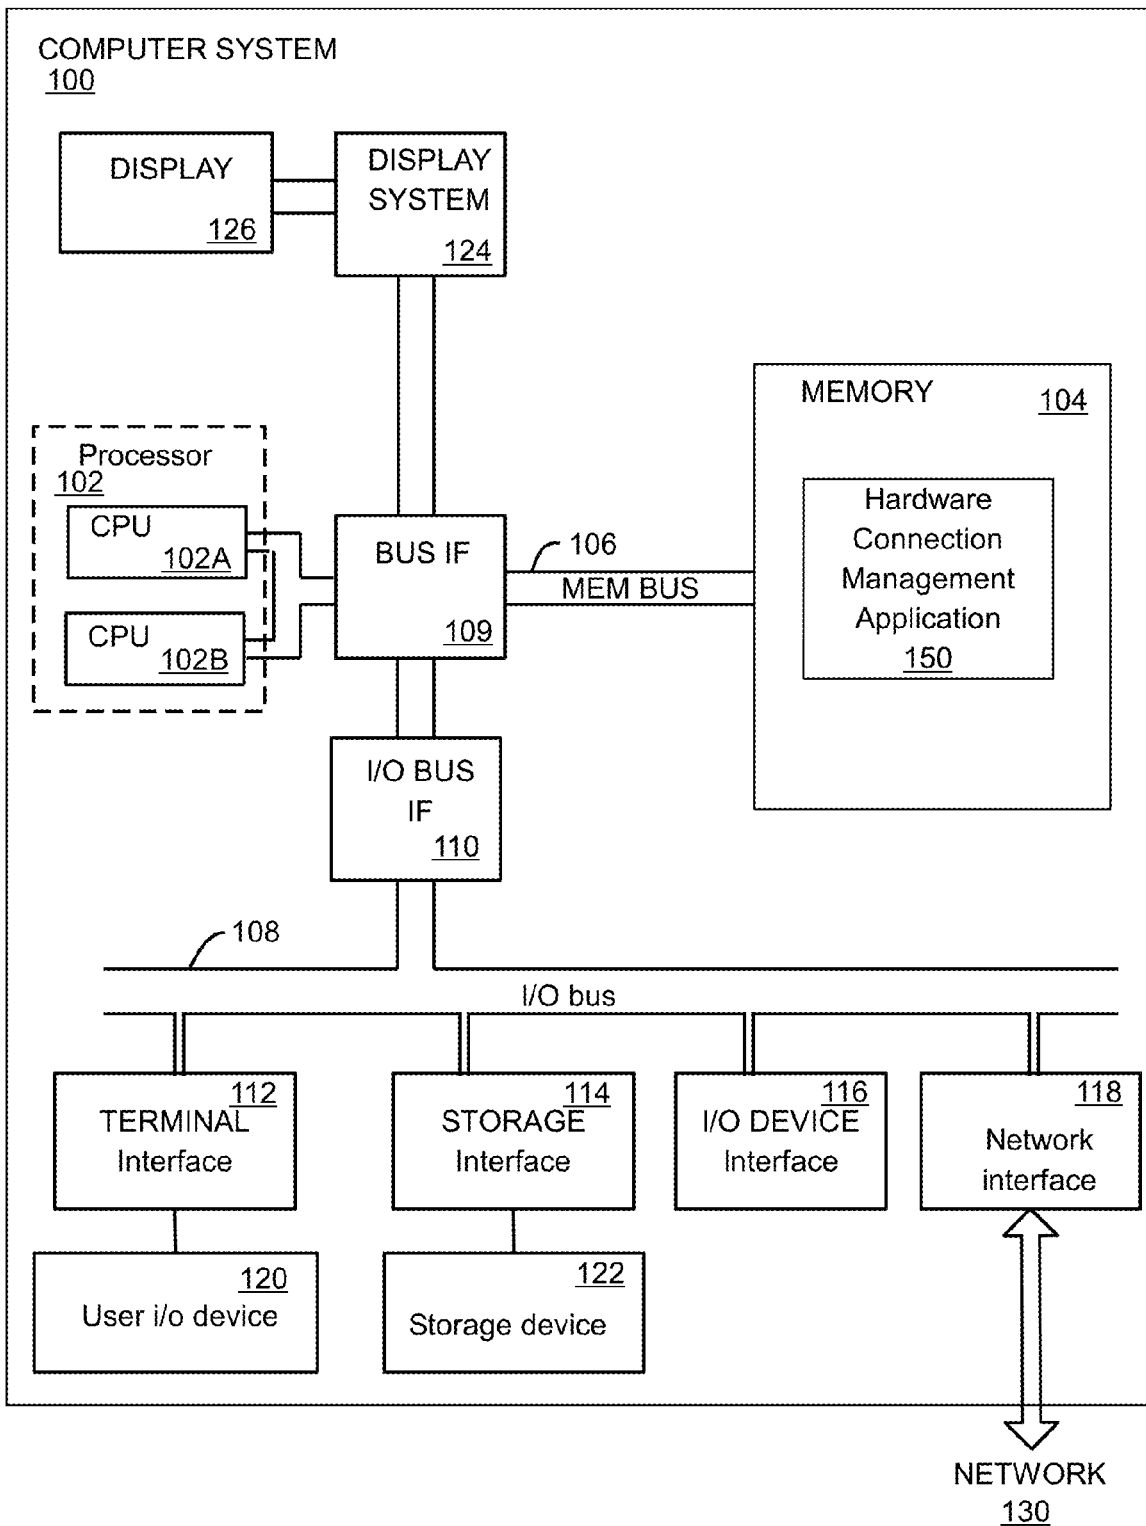 COMPUTER SYSTEM
100
DISPLAY
126
DISPLAY
SYSTEM
124
MEMORY
104
Hardware
Connection
Management
Application
150
Processor
102
CPU
102A
CPU
102B
BUS IF
109
106
MEM BUS
I/O BUS
IF
110
108
I/O bus
112
TERMINAL
Interface
114
STORAGE
Interface
116
I/O DEVICE
Interface
118
Network
interface
120
User i/o device
122
Storage device
NETWORK
130